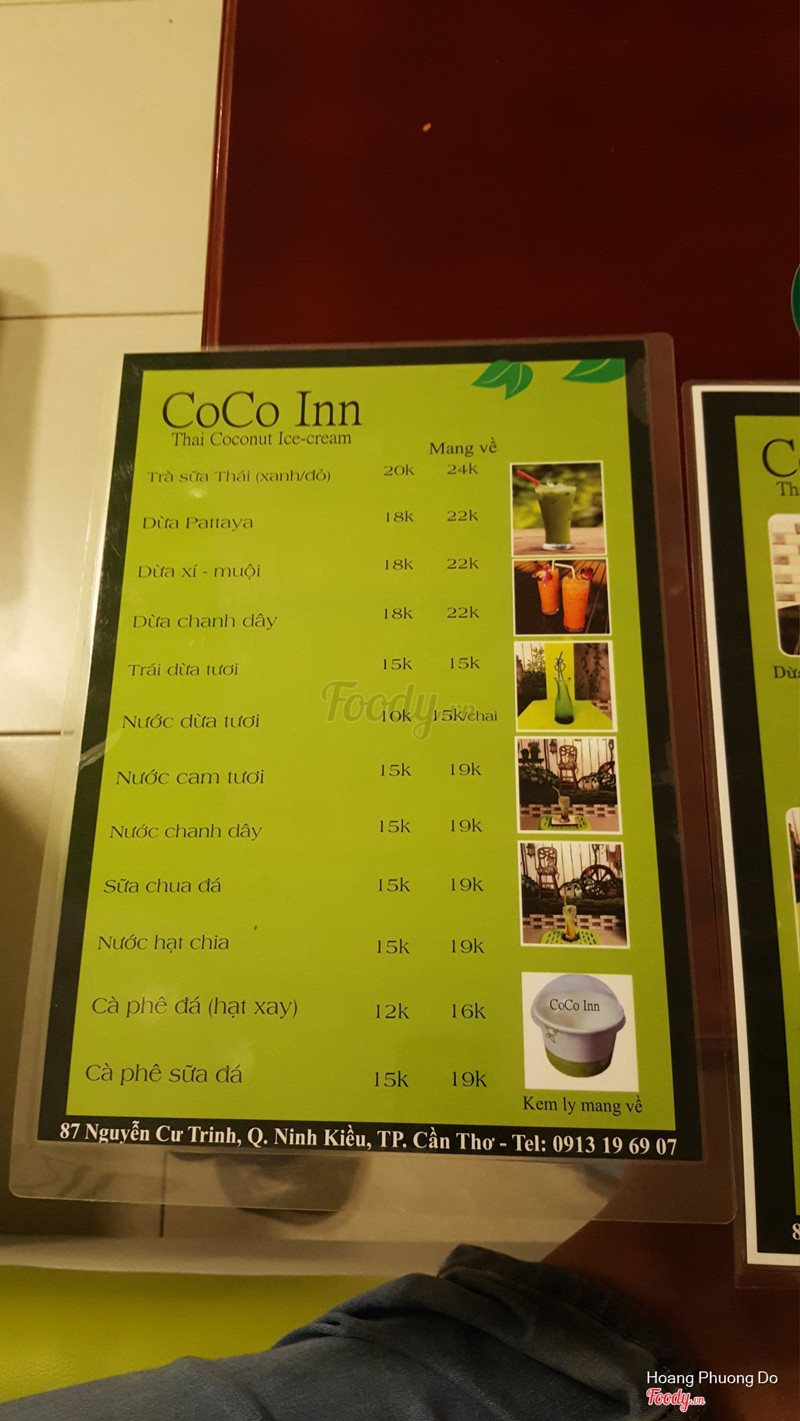 CoCo Inn
Thai Coconut Ice-cream
Mang về
Trà sữa Thái (xanh/đỏ) 20k 24k
Dừa Pattaya 18k 22k
Dừa xí - muội 18k 22k
Dừa chanh dây 18k 22k
Trái dừa tươi 15k 15k
Nước dừa tươi 10k 15k/chai
Nước cam tươi 15k 19k
Nước chanh dây 15k 19k
Sữa chua đá 15k 19k
Nước hạt chia 15k 19k
Cà phê đá (hạt xay) 12k 16k
Cà phê sữa đá 15k 19k
CoCo Inn
Kem ly mang về
87 Nguyễn Cư Trinh, Q. Ninh Kiều, TP. Cần Thơ - Tel: 0913 19 69 07
Foody.vn
Hoang Phuong Do
Foody.vn